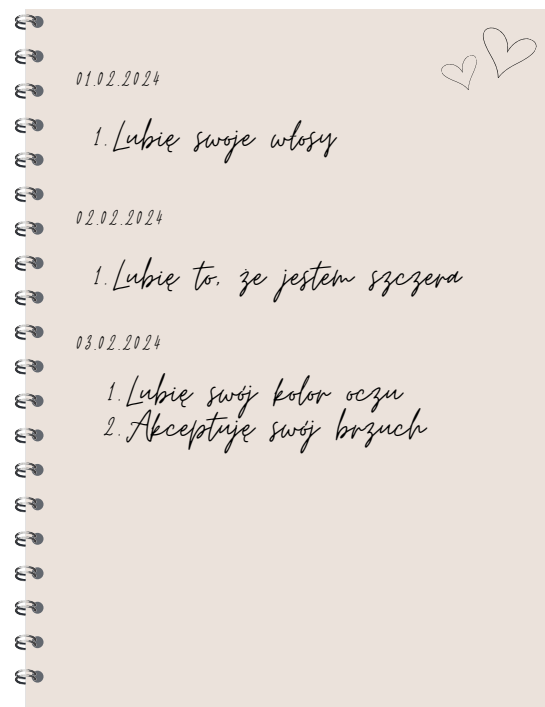 01.02.2024
1. Lubię swoje włosy
02.02.2024
1. Lubię to, że jestem szczera
03.02.2024
1. Lubię swój kolor oczu
2. Akceptuję swój brzuch